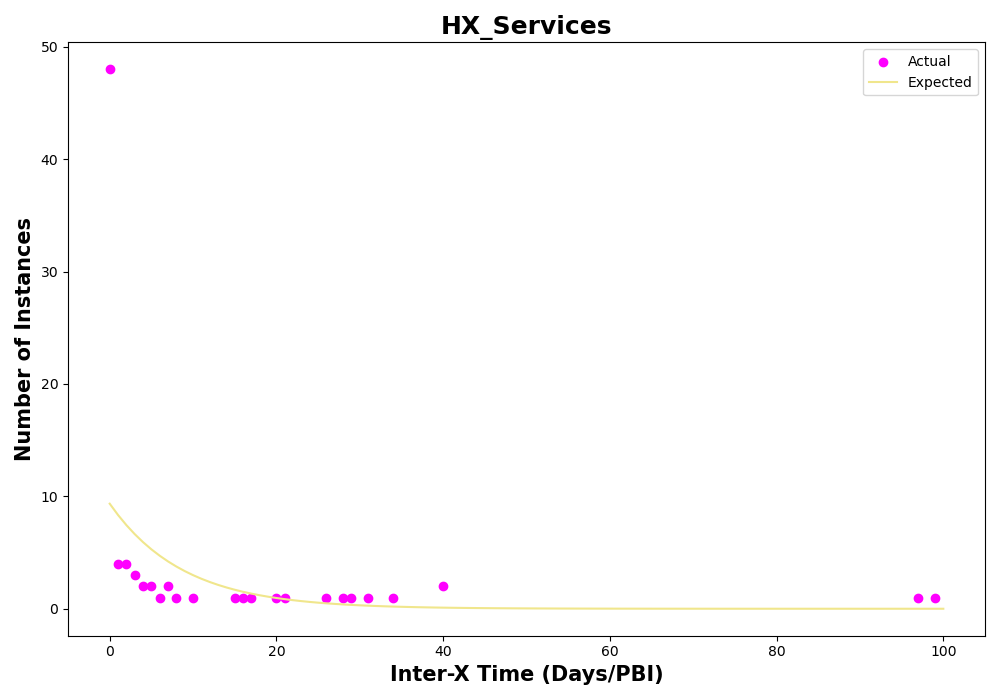 HX_Services
Actual
Expected
50
40
30
20
10
0
Number of Instances
0 20 40 60 80 100
Inter-X Time (Days/PBI)